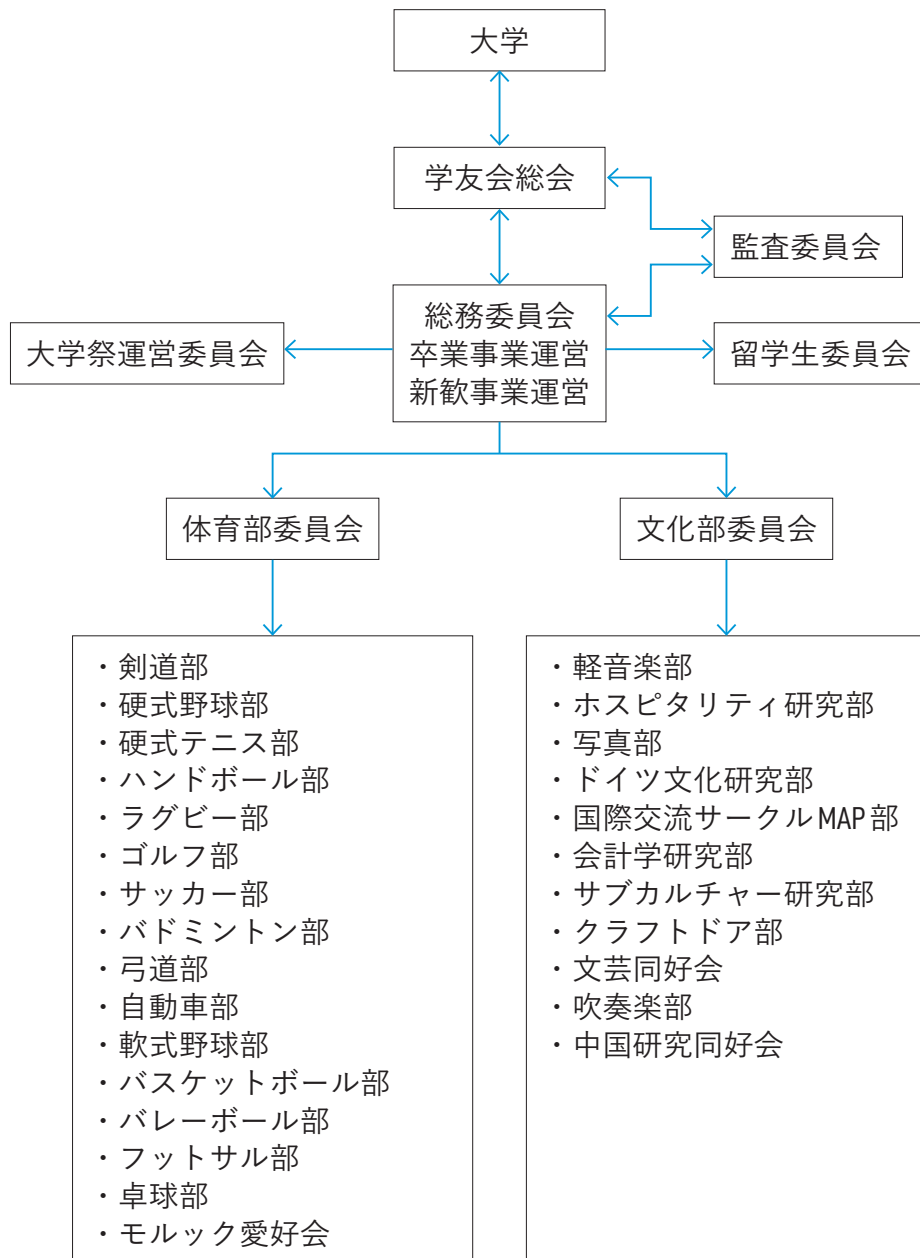 大学
学友会総会
監査委員会
総務委員会
卒業事業運営
新歓事業運営
大学祭運営委員会
留学生委員会
体育部委員会
文化部委員会
・剣道部
・硬式野球部
・硬式テニス部
・ハンドボール部
・ラグビー部
・ゴルフ部
・サッカー部
・バドミントン部
・弓道部
・自動車部
・軟式野球部
・バスケットボール部
・バレーボール部
・フットサル部
・卓球部
・モルック愛好会
・軽音楽部
・ホスピタリティ研究部
・写真部
・ドイツ文化研究部
・国際交流サークルMAP部
・会計学研究部
・サブカルチャー研究部
・クラフトドア部
・文芸同好会
・吹奏楽部
・中国研究同好会